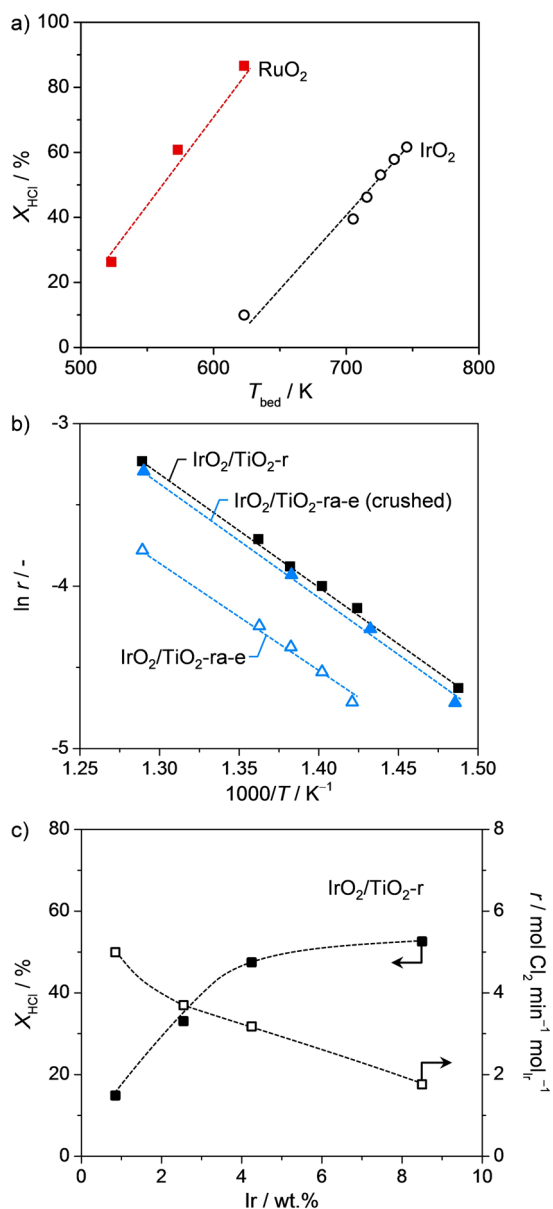 a)
100
80
60
40
20
0
X_HCl / %
RuO₂
IrO₂
500
600
700
800
T_bed / K
b)
-3
-4
-5
ln r / -
IrO₂/TiO₂-r
IrO₂/TiO₂-ra-e (crushed)
IrO₂/TiO₂-ra-e
1.25
1.30
1.35
1.40
1.45
1.50
1000/T / K⁻¹
c)
80
60
40
20
0
X_HCl / %
IrO₂/TiO₂-r
8
6
4
2
0
r / mol Cl₂ min⁻¹ mol_Ir⁻¹
0
2
4
6
8
10
Ir / wt.%